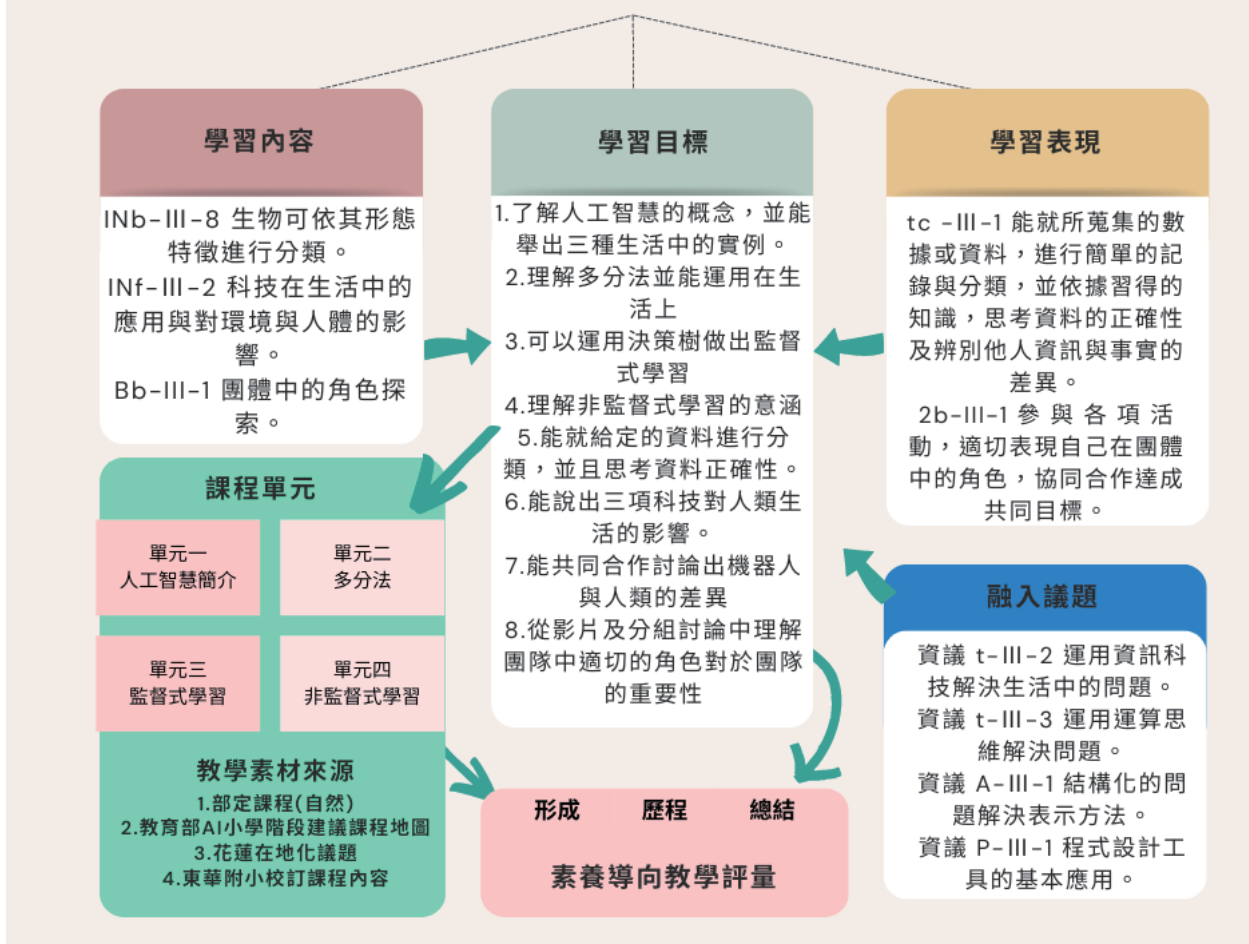 學習內容
INb-III-8 生物可依其形態
特徵進行分類。
INf-III-2 科技在生活中的
應用與對環境與人體的影
響。
Bb-III-1 團體中的角色探
索。
學習目標
1.了解人工智慧的概念，並能
舉出三種生活中的實例。
2.理解多分法並能運用在生
活上
3.可以運用決策樹做出監督
式學習
4.理解非監督式學習的意涵
5.能就給定的資料進行分
類，並且思考資料正確性。
6.能說出三項科技對人類生
活的影響。
7.能共同合作討論出機器人
與人類的差異
8.從影片及分組討論中理解
團隊中適切的角色對於團隊
的重要性
學習表現
tc -III-1 能就所蒐集的數
據或資料，進行簡單的記
錄與分類，並依據習得的
知識，思考資料的正確性
及辨別他人資訊與事實的
差異。
2b-III-1 參 與 各 項 活
動，適切表現自己在團體
中的角色，協同合作達成
共同目標。
課程單元
單元一
人工智慧簡介
單元二
多分法
單元三
監督式學習
單元四
非監督式學習
教學素材來源
1.部定課程(自然)
2.教育部AI小學階段建議課程地圖
3.花蓮在地化議題
4.東華附小校訂課程內容
形成 歷程 總結
素養導向教學評量
融入議題
資議 t-III-2 運用資訊科
技解決生活中的問題。
資議 t-III-3 運用運算思
維解決問題。
資議 A-III-1 結構化的問
題解決表示方法。
資議 P-III-1 程式設計工
具的基本應用。